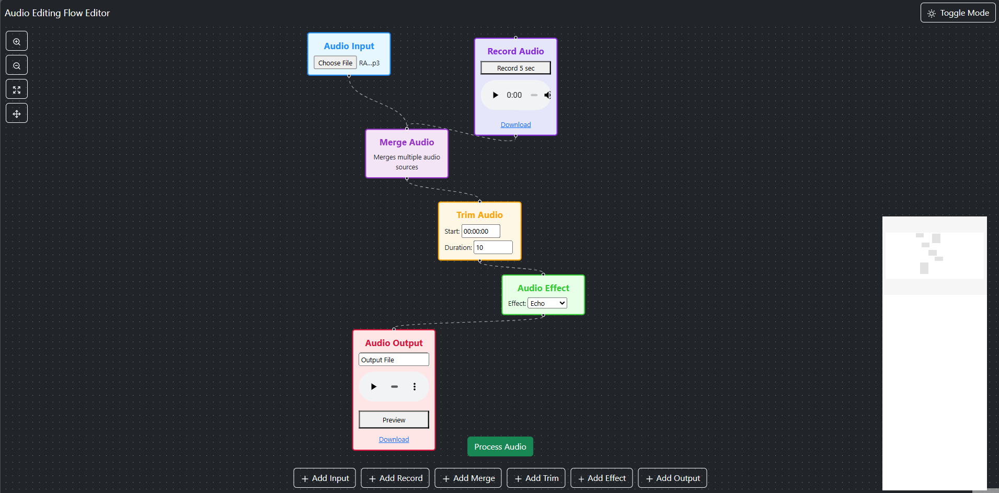 Audio Editing Flow Editor
Toggle Mode
Audio Input
Choose File RA...p3
Record Audio
Record 5 sec
0:00
Download
Merge Audio
Merges multiple audio
sources
Trim Audio
Start: 00:00:00
Duration: 10
Audio Effect
Effect: Echo
Audio Output
Output File
Preview
Download
Process Audio
+ Add Input
+ Add Record
+ Add Merge
+ Add Trim
+ Add Effect
+ Add Output